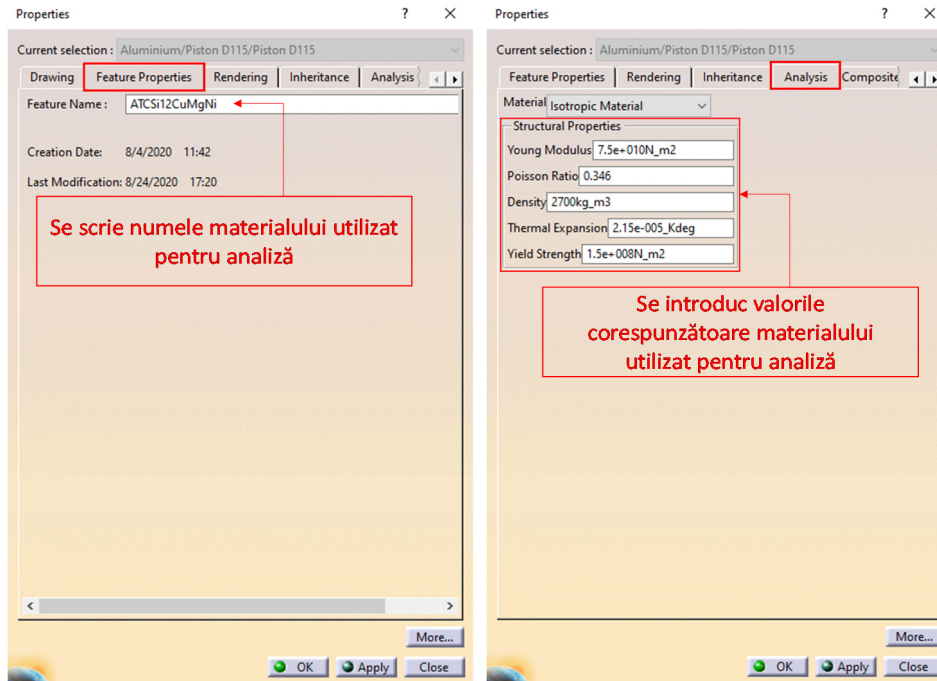 Properties ? ×
Current selection : Aluminium/Piston D115/Piston D115
Drawing Feature Properties Rendering Inheritance Analysis
Feature Name : ATCSi12CuMgNi
Creation Date: 8/4/2020 11:42
Last Modification: 8/24/2020 17:20
Se scrie numele materialului utilizat
pentru analiză
More...
OK Apply Close
Properties ? ×
Current selection : Aluminium/Piston D115/Piston D115
Feature Properties Rendering Inheritance Analysis Composite
Material Isotropic Material
Structural Properties
Young Modulus 7.5e+010N_m2
Poisson Ratio 0.346
Density 2700kg_m3
Thermal Expansion 2.15e-005_Kdeg
Yield Strength 1.5e+008N_m2
Se introduc valorile
corespunzătoare materialului
utilizat pentru analiză
More...
OK Apply Close